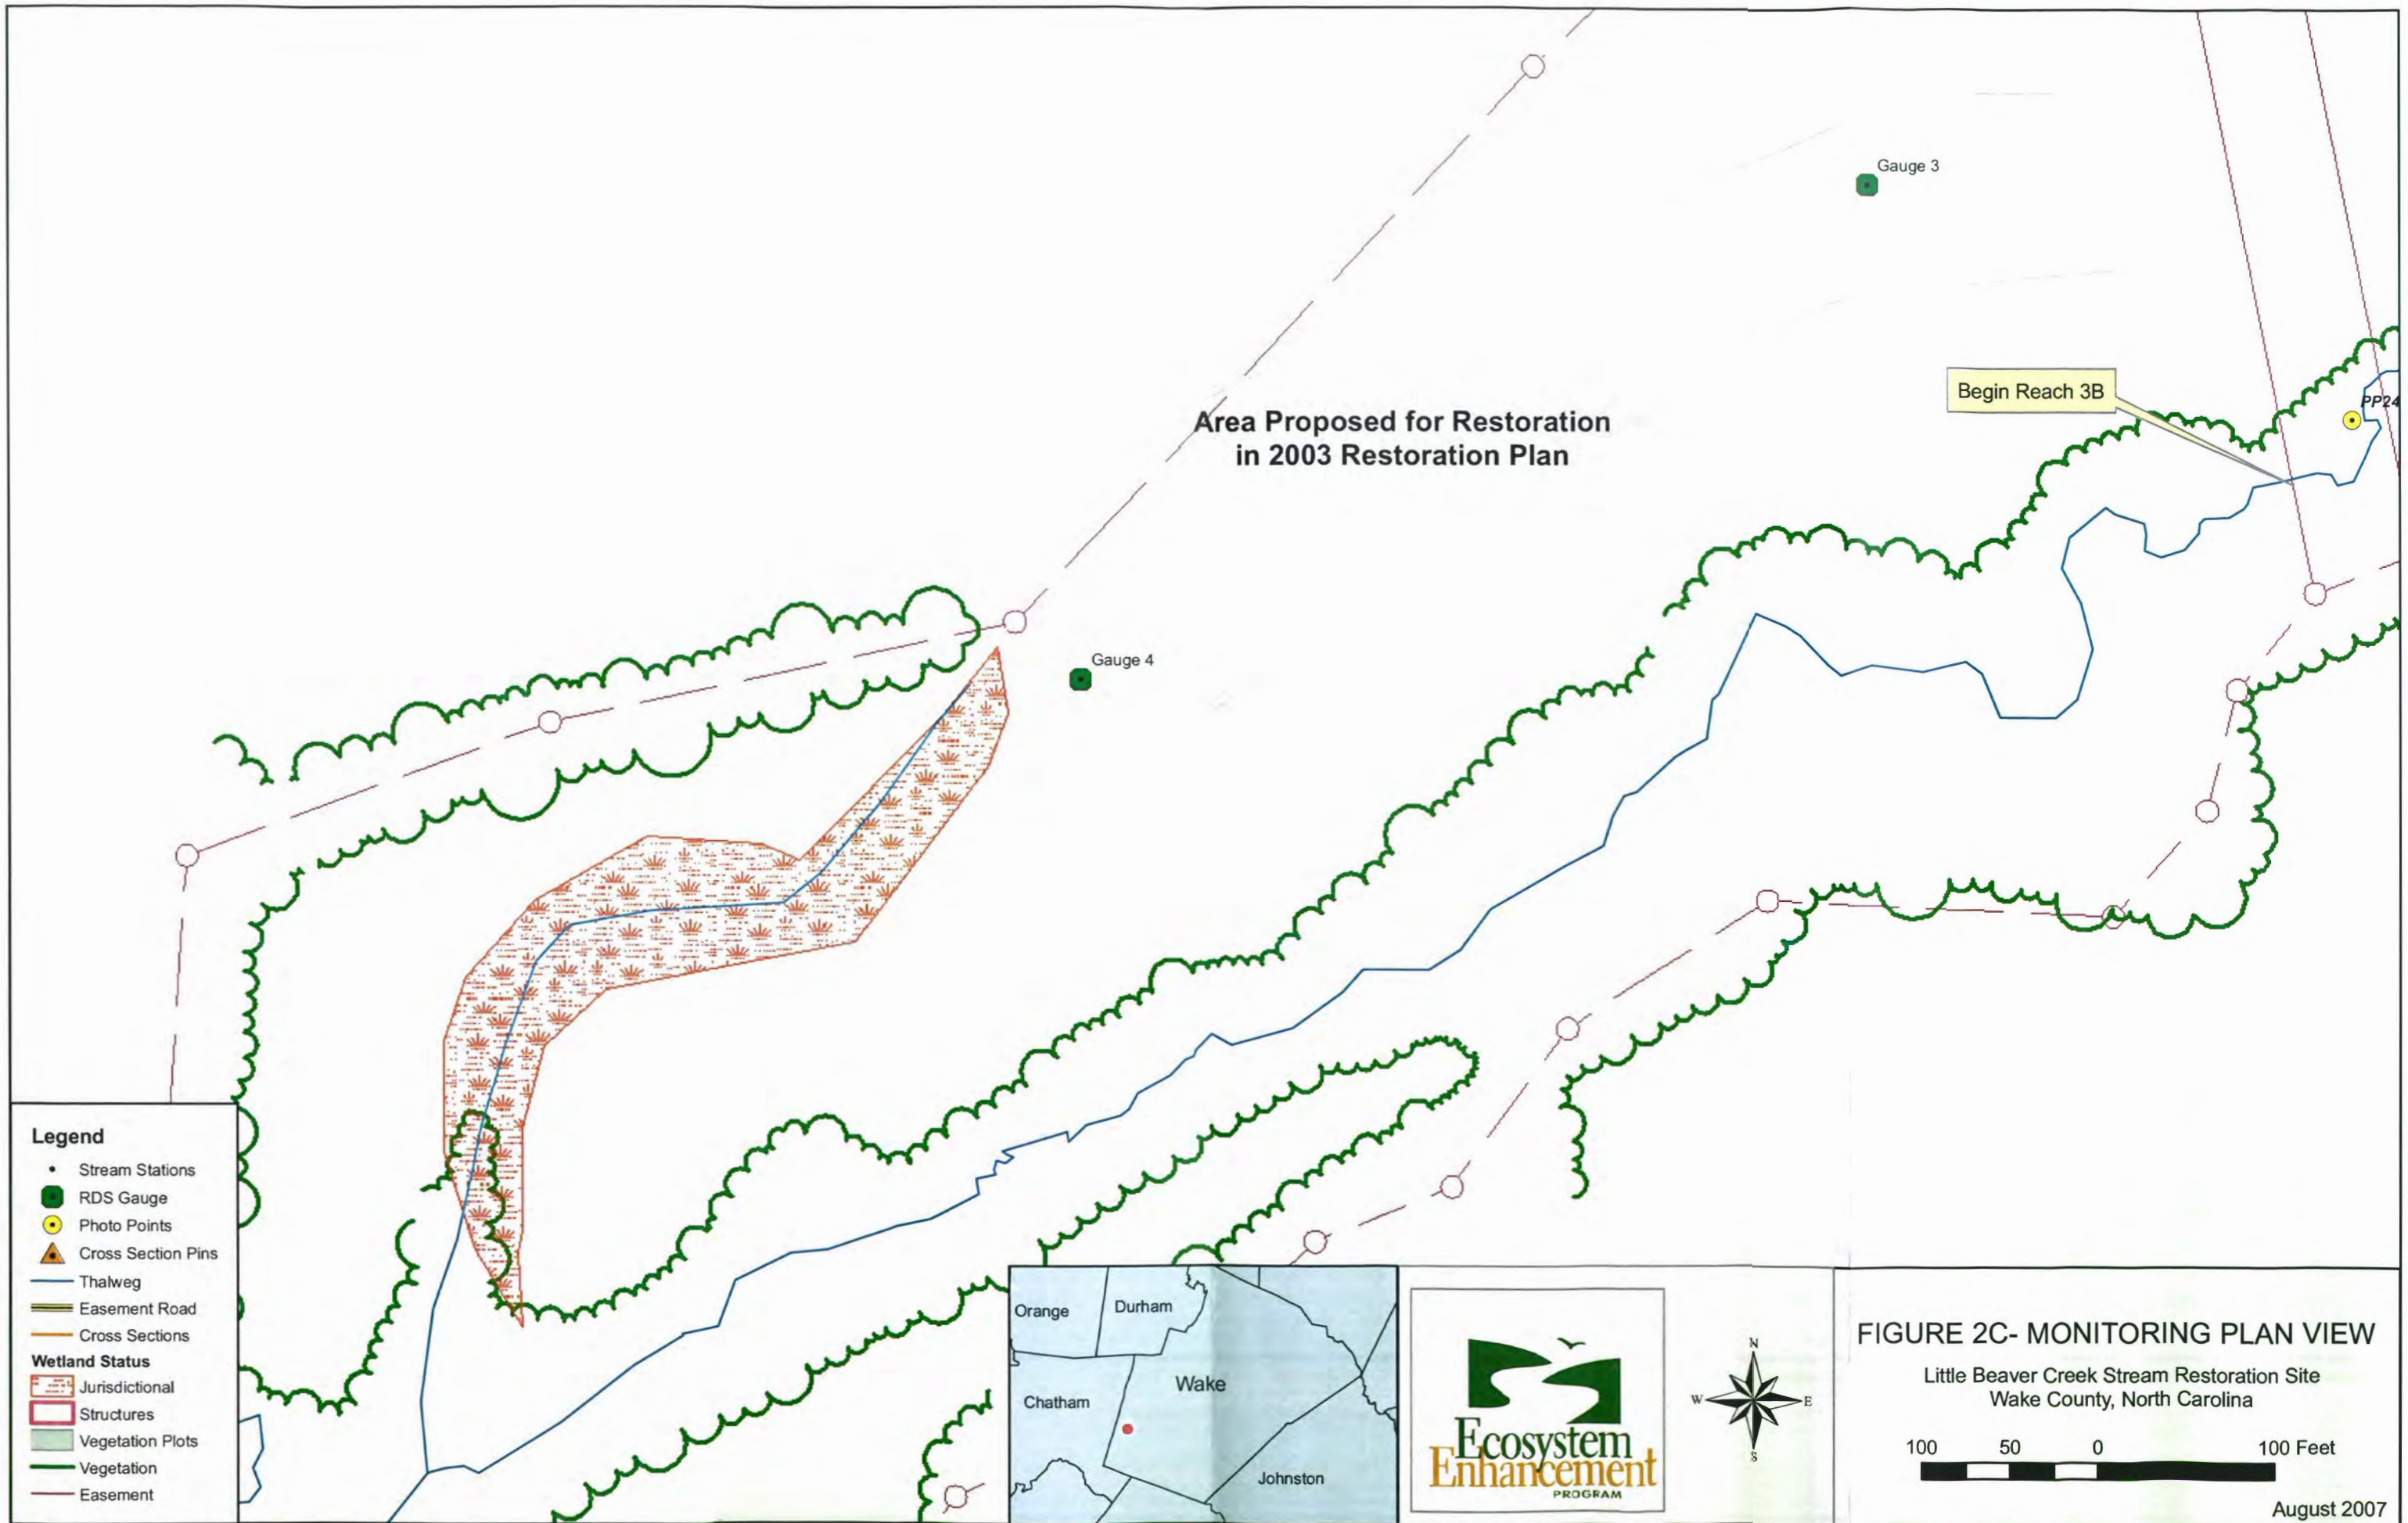 Gauge 3
Begin Reach 3B
PP24
Area Proposed for Restoration
in 2003 Restoration Plan
Gauge 4
Legend
Stream Stations
RDS Gauge
Photo Points
Cross Section Pins
Thalweg
Easement Road
Cross Sections
Wetland Status
Jurisdictional
Structures
Vegetation Plots
Vegetation
Easement
Orange
Durham
Wake
Chatham
Johnston
Ecosystem
Enhancement
PROGRAM
N
W
E
S
FIGURE 2C- MONITORING PLAN VIEW
Little Beaver Creek Stream Restoration Site
Wake County, North Carolina
100 50 0 100 Feet
August 2007